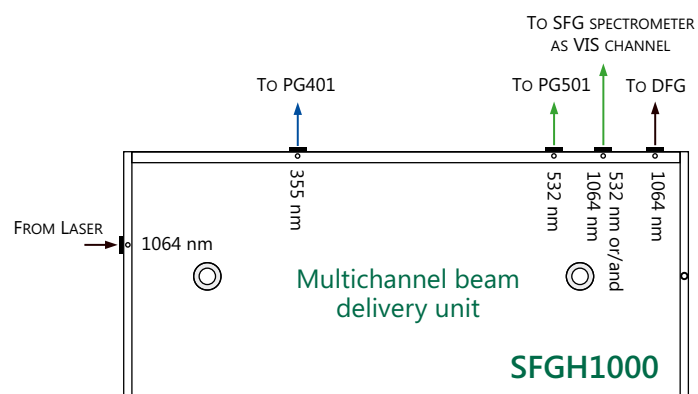 To SFG spectrometer
as VIS channel
To PG401
To PG501
To DFG
355 nm
532 nm
532 nm or/and
1064 nm
1064 nm
From Laser
1064 nm
Multichannel beam
delivery unit
SFGH1000